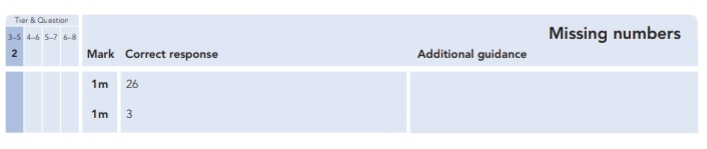 Tier & Question
Missing numbers
3–5 4–6 5–7 6–8
2 Mark Correct response Additional guidance
1m 26
1m 3